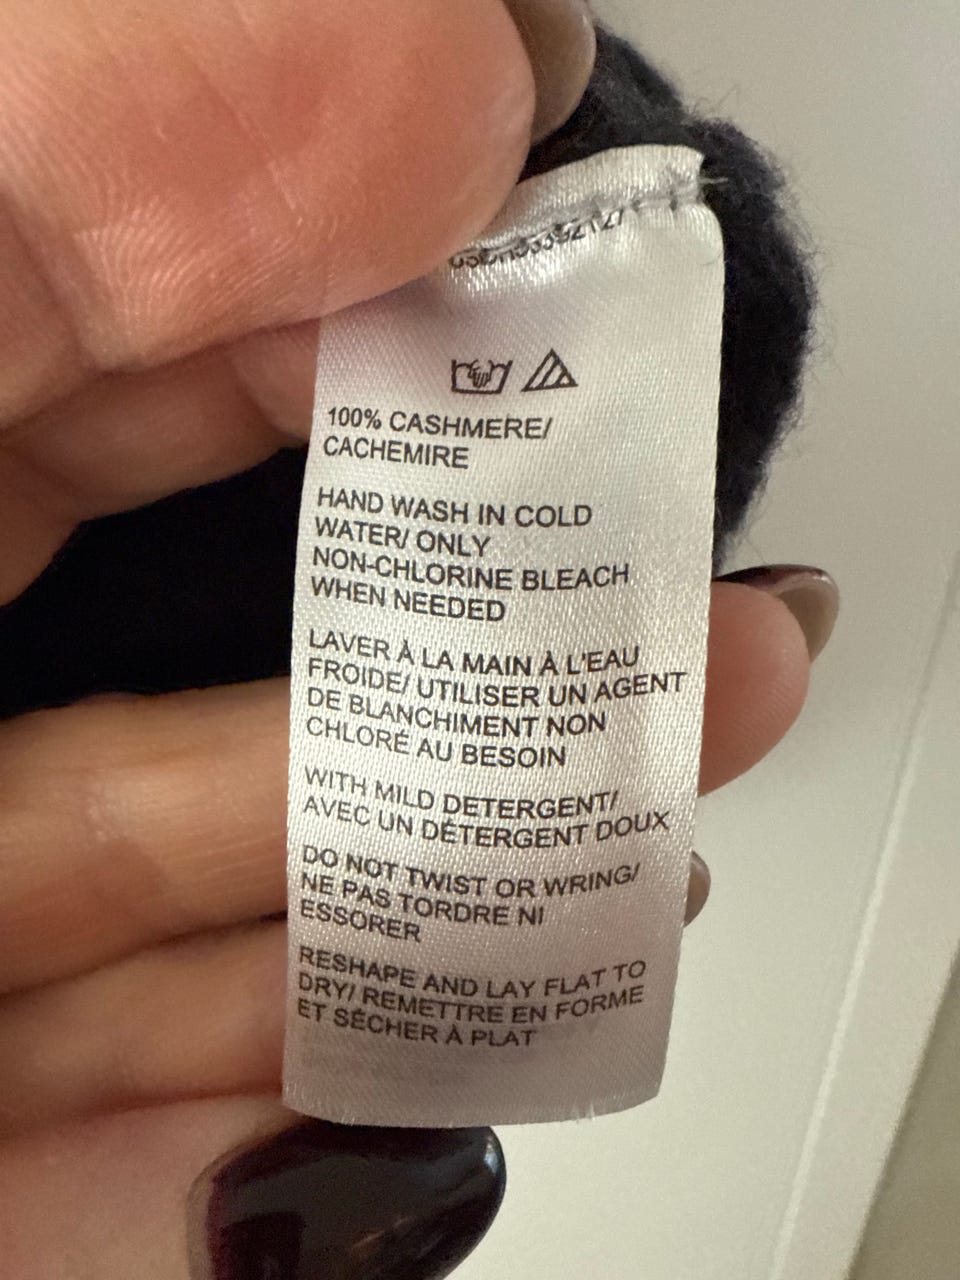 100% CASHMERE/
CACHEMIRE
HAND WASH IN COLD
WATER/ ONLY
NON-CHLORINE BLEACH
WHEN NEEDED
LAVER À LA MAIN À L'EAU
FROIDE/ UTILISER UN AGENT
DE BLANCHIMENT NON
CHLORÉ AU BESOIN
WITH MILD DETERGENT/
AVEC UN DÉTERGENT DOUX
DO NOT TWIST OR WRING/
NE PAS TORDRE NI
ESSORER
RESHAPE AND LAY FLAT TO
DRY/ REMETTRE EN FORME
ET SÉCHER À PLAT